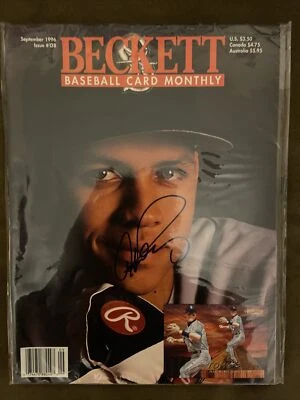 September 1996
Issue #138
U.S. $3.50
Canada $4.75
Australia $5.95
BECKETT
BASEBALL CARD MONTHLY
R